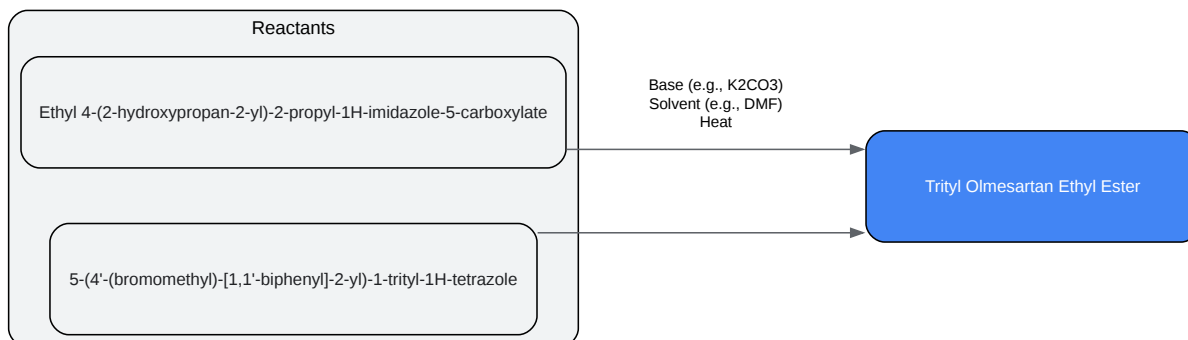 Reactants
Ethyl 4-(2-hydroxypropan-2-yl)-2-propyl-1H-imidazole-5-carboxylate
Base (e.g., K2CO3)
Solvent (e.g., DMF)
Heat
Trityl Olmesartan Ethyl Ester
5-(4'-(bromomethyl)-[1,1'-biphenyl]-2-yl)-1-trityl-1H-tetrazole